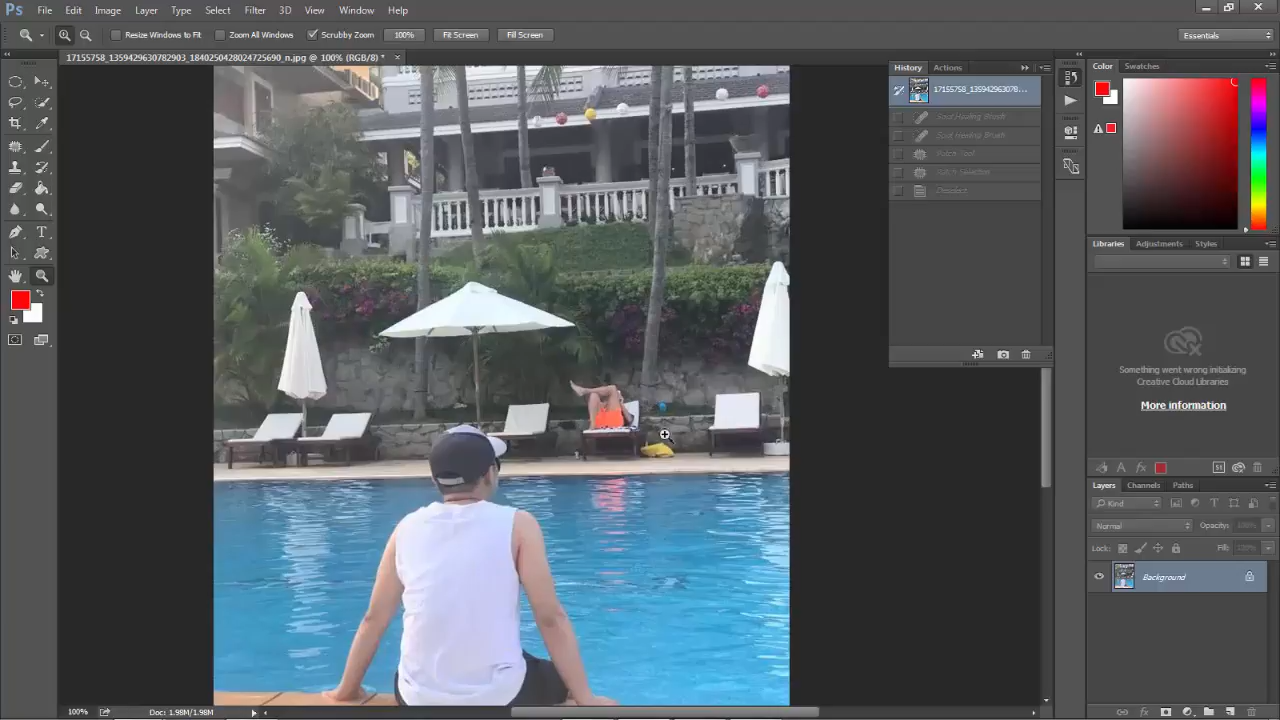 Ps File Edit Image Layer Type Select Filter 3D View Window Help
Resize Windows to Fit Zoom All Windows Scrubby Zoom 100% Fit Screen Fill Screen Essentials
17155758_1359429630782903_1840250428024725690_n.jpg @ 100% (RGB/8) *
History Actions
17155758_135942963078...
Spot Healing Brush
Spot Healing Brush
Patch Tool
Patch Selection
Deselect
Color Swatches
Libraries Adjustments Styles
Something went wrong initializing
Creative Cloud Libraries
More information
Layers Channels Paths
Kind
Normal Opacity: 100%
Lock: Fill: 100%
Background
100% Doc: 1.98M/1.98M